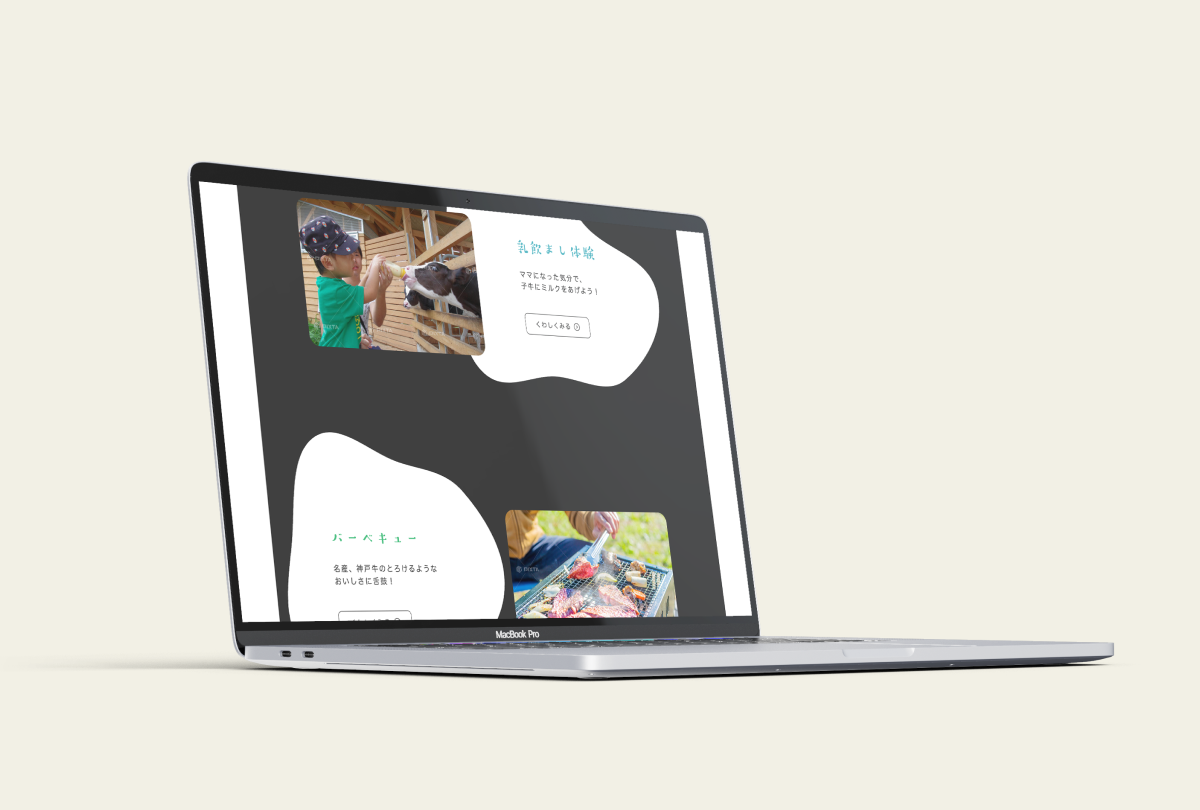 乳飲まし体験
ママになった気分で、
子牛にミルクをあげよう！
くわしくみる
バーベキュー
名産、神戸牛のとろけるような
おいしさに舌鼓！
MacBook Pro